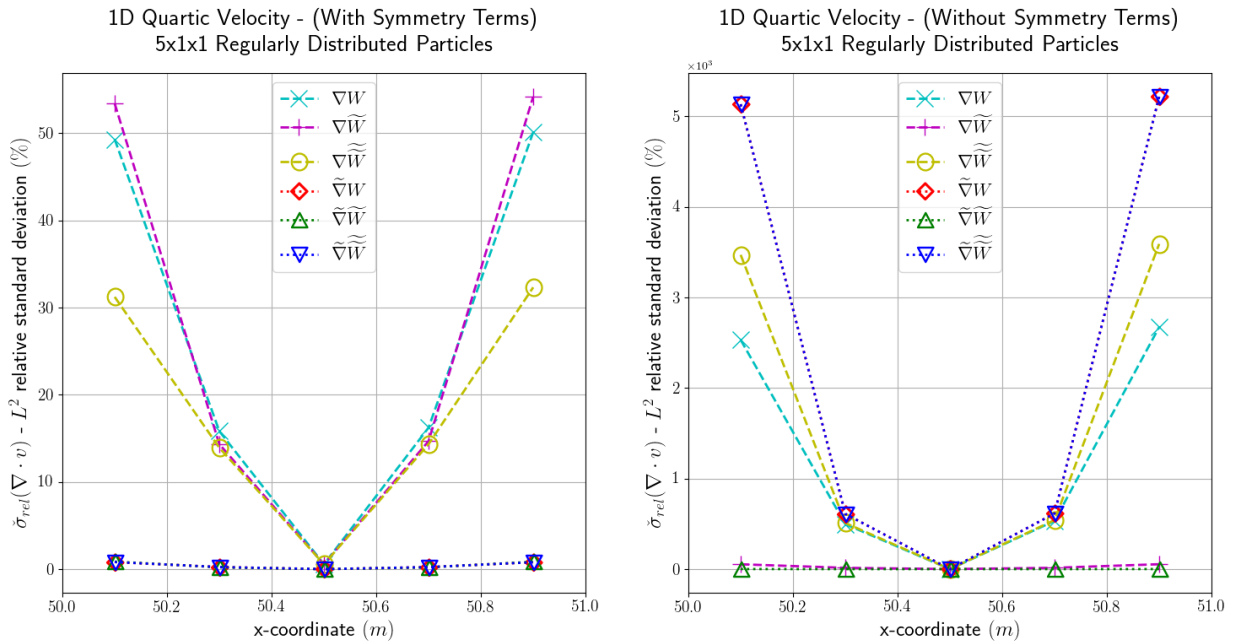 1D Quartic Velocity - (With Symmetry Terms)
5x1x1 Regularly Distributed Particles
σ̆_{rel}(∇ · v) - L² relative standard deviation (%)
50
40
30
20
10
0
∇W
∇W̃
∇W̃̃
∇̃W
∇̃W̃
∇̃W̃̃
50.0 50.2 50.4 50.6 50.8 51.0
x-coordinate (m)
1D Quartic Velocity - (Without Symmetry Terms)
5x1x1 Regularly Distributed Particles
×10³
σ̆_{rel}(∇ · v) - L² relative standard deviation (%)
5
4
3
2
1
0
∇W
∇W̃
∇W̃̃
∇̃W
∇̃W̃
∇̃W̃̃
50.0 50.2 50.4 50.6 50.8 51.0
x-coordinate (m)